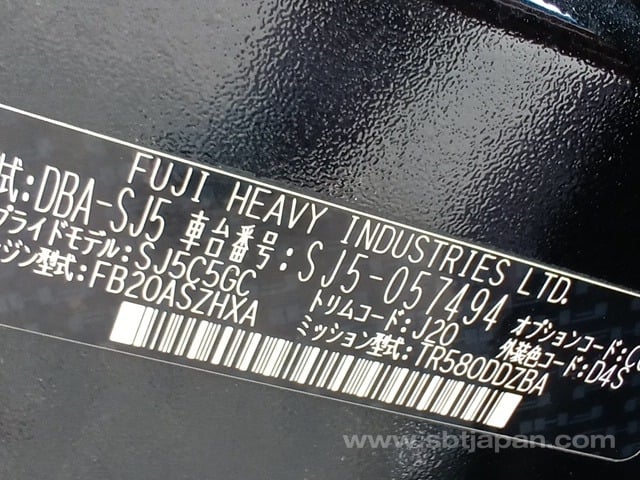 FUJI HEAVY INDUSTRIES LTD.
式:DBA-SJ5 車台番号:SJ5-057494 オプションコード:C
プライドモデル:SJ5C5GC トリムコード:J20 外装色コード:D4S
ジン型式:FB20ASZHXA ミッション型式:TR580DDZBA
www.sbtjapan.com